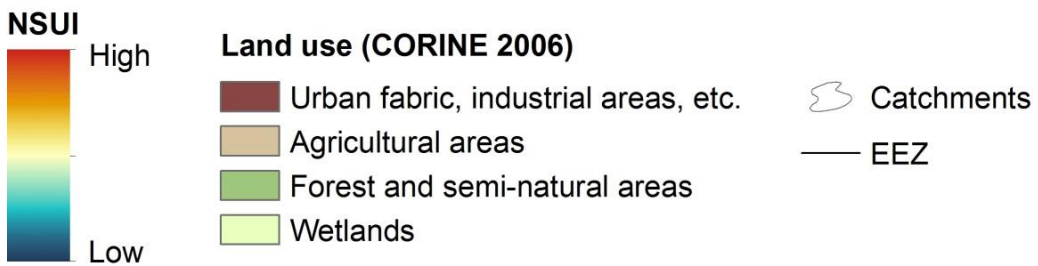 NSUI
High
Low
Land use (CORINE 2006)
Urban fabric, industrial areas, etc.
Agricultural areas
Forest and semi-natural areas
Wetlands
Catchments
EEZ